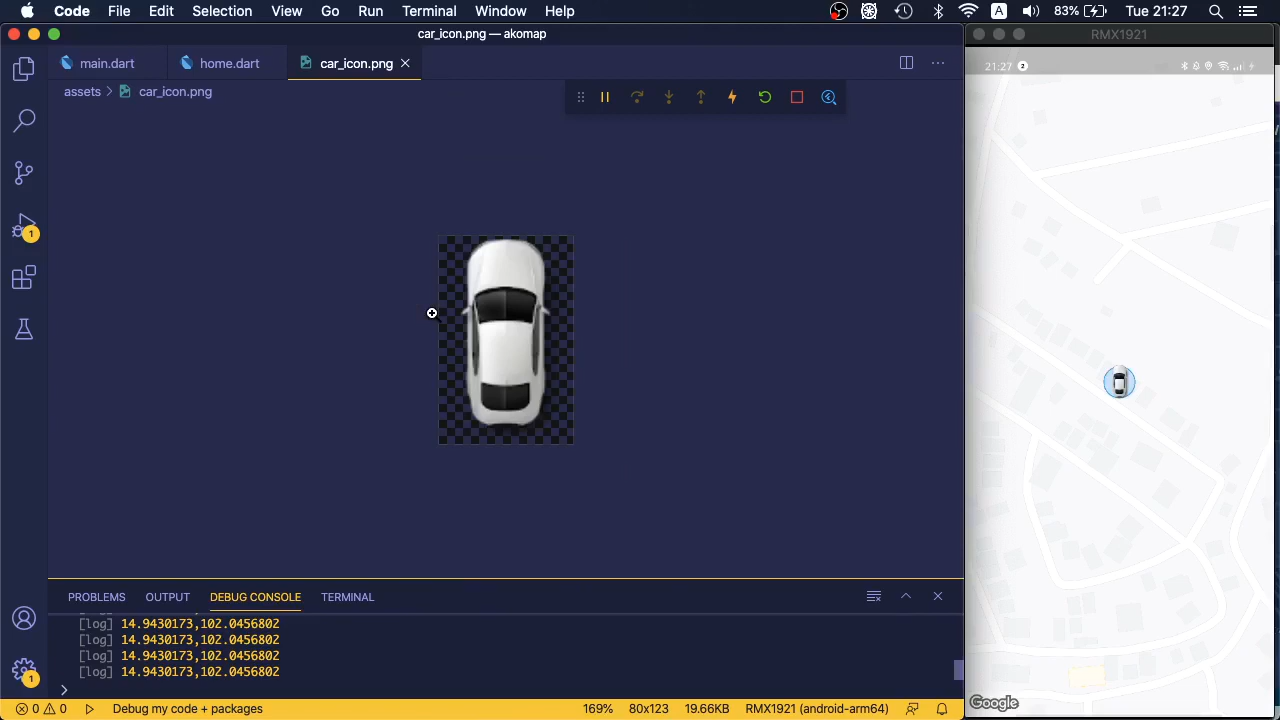 Code File Edit Selection View Go Run Terminal Window Help A 83% Tue 21:27
car_icon.png — akomap
RMX1921
main.dart home.dart car_icon.png
21:27 2
assets > car_icon.png
1
PROBLEMS OUTPUT DEBUG CONSOLE TERMINAL
[log] 14.9430173,102.0456802
[log] 14.9430173,102.0456802
[log] 14.9430173,102.0456802
[log] 14.9430173,102.0456802
1
>
0 0 Debug my code + packages 169% 80x123 19.66KB RMX1921 (android-arm64)
Google